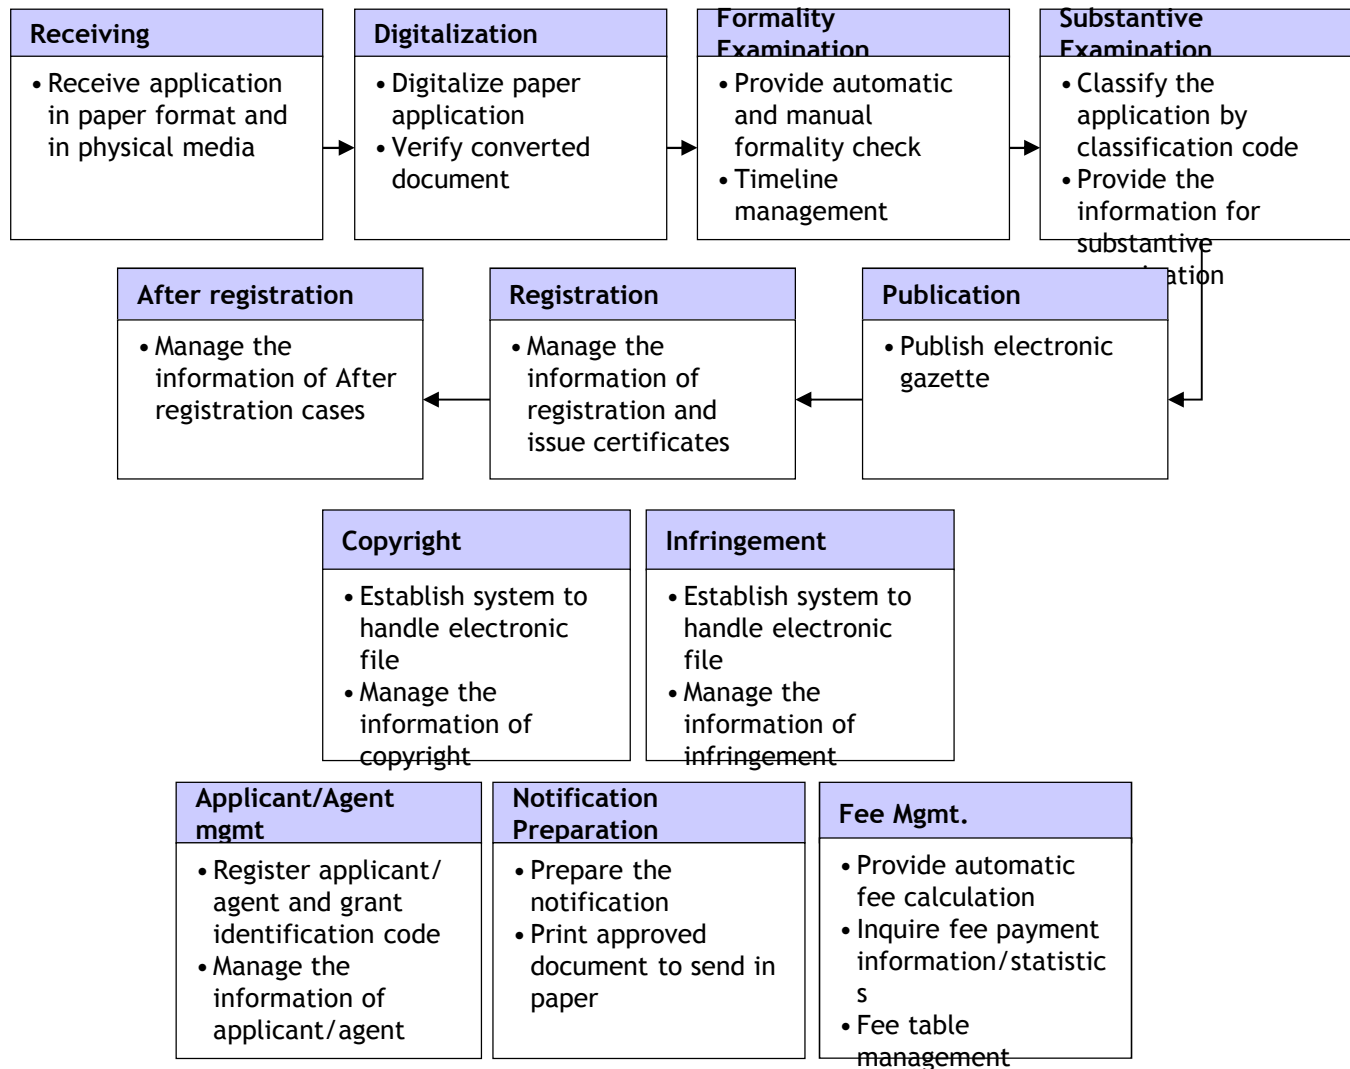 Receiving
• Receive application
in paper format and
in physical media
Digitalization
• Digitalize paper
application
• Verify converted
document
Formality
Examination
• Provide automatic
and manual
formality check
• Timeline
management
Substantive
Examination
• Classify the
application by
classification code
• Provide the
information for
substantive
After registration
• Manage the
information of After
registration cases
Registration
• Manage the
information of
registration and
issue certificates
Publication
• Publish electronic
gazette
Copyright
• Establish system to
handle electronic
file
• Manage the
information of
copyright
Infringement
• Establish system to
handle electronic
file
• Manage the
information of
infringement
Applicant/Agent
mgmt
• Register applicant/
agent and grant
identification code
• Manage the
information of
applicant/agent
Notification
Preparation
• Prepare the
notification
• Print approved
document to send in
paper
Fee Mgmt.
• Provide automatic
fee calculation
• Inquire fee payment
information/statistic
s
• Fee table
management